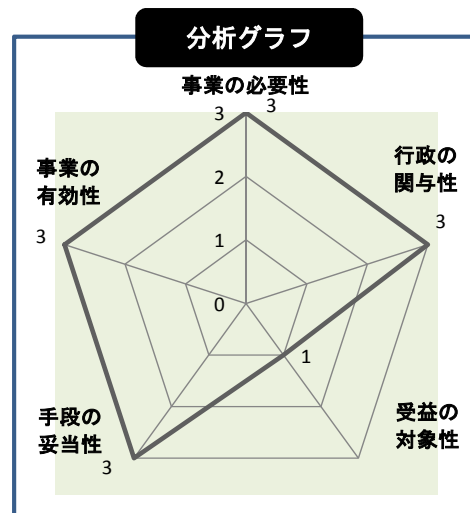 分析グラフ
事業の必要性
3
3
行政の
関与性
3
事業の
有効性
3
2
1
0
1
受益の
対象性
手段の
妥当性
3